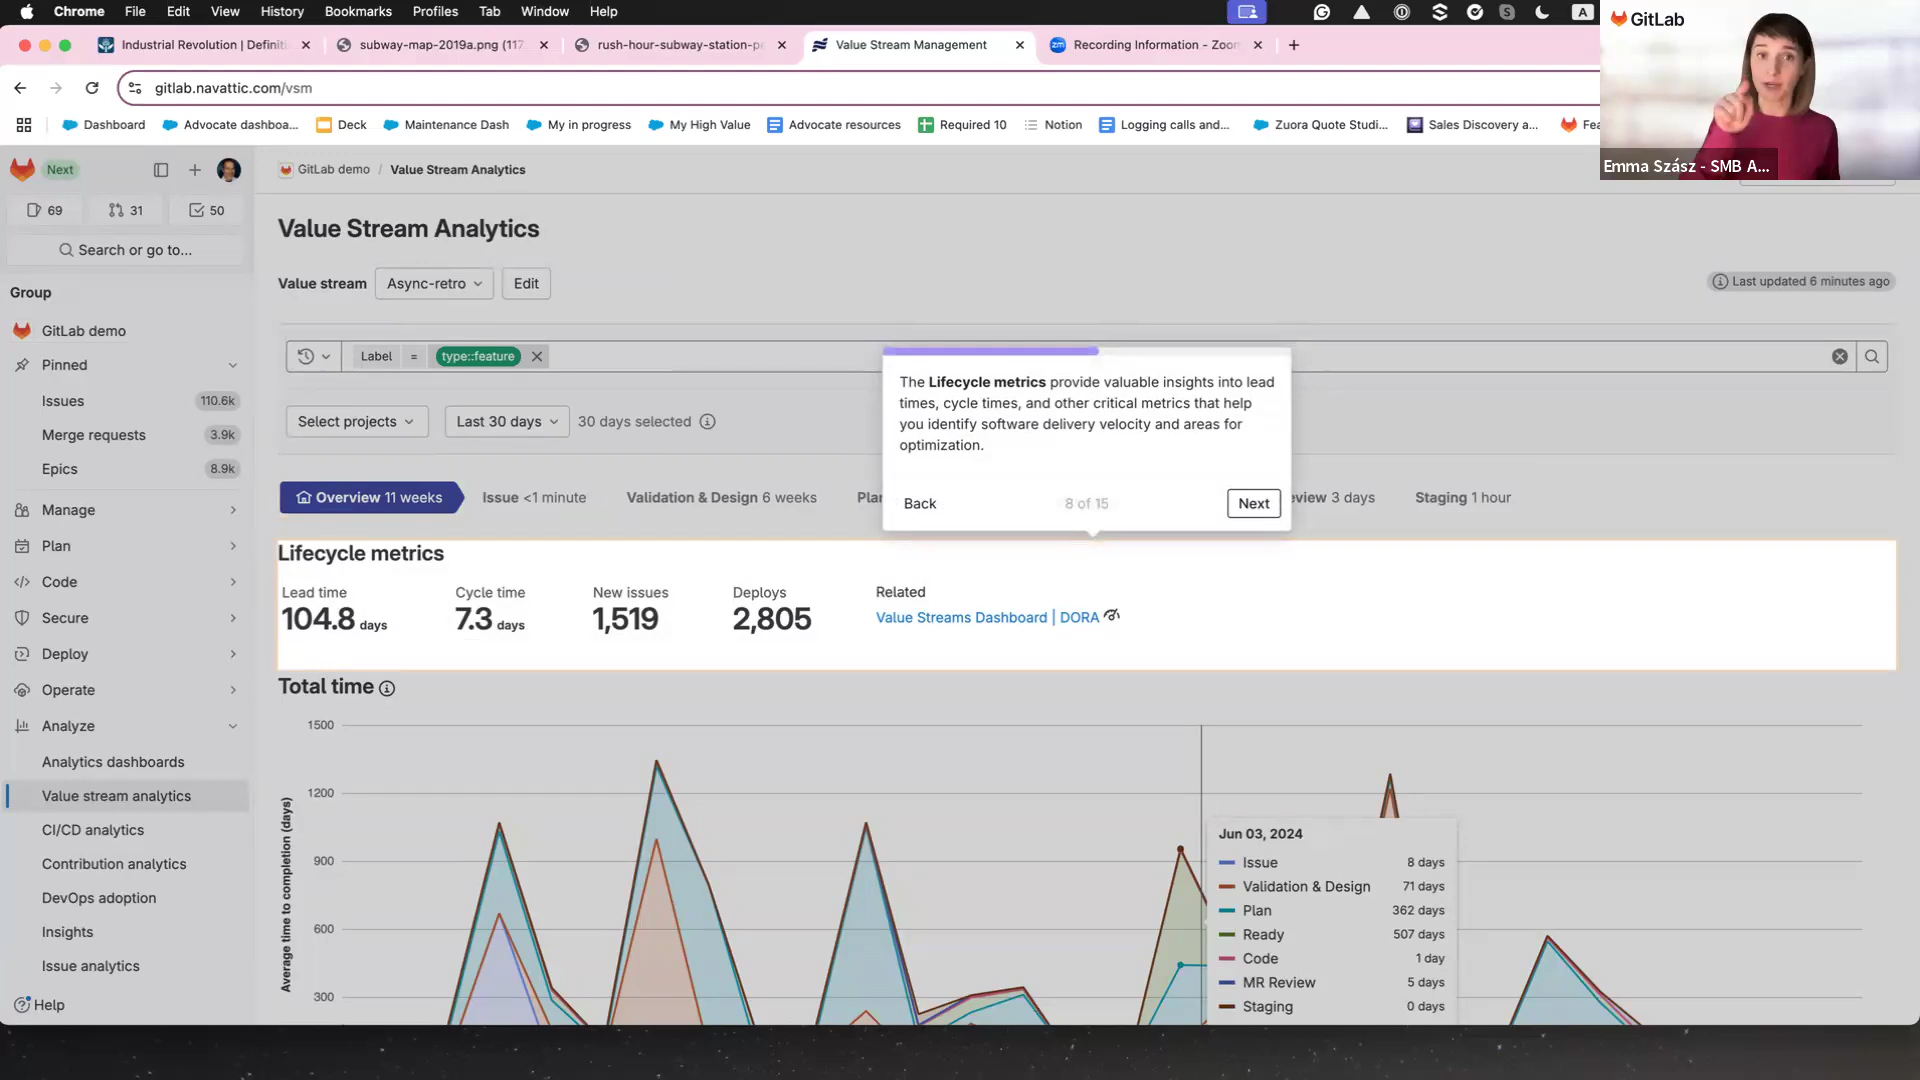 Chrome File Edit View History Bookmarks Profiles Tab Window Help
Industrial Revolution | Definiti
subway-map-2019a.png (117
rush-hour-subway-station-pe
Value Stream Management
Recording Information - Zoom
gitlab.navattic.com/vsm
Dashboard
Advocate dashboa...
Deck
Maintenance Dash
My in progress
My High Value
Advocate resources
Required 10
Notion
Logging calls and...
Zuora Quote Studi...
Sales Discovery a...
Fea
GitLab
Emma Szász - SMB A...
Next
69 31 50
Search or go to...
Group
GitLab demo
Pinned
Issues 110.6k
Merge requests 3.9k
Epics 8.9k
Manage
Plan
Code
Secure
Deploy
Operate
Analyze
Analytics dashboards
Value stream analytics
CI/CD analytics
Contribution analytics
DevOps adoption
Insights
Issue analytics
Help
GitLab demo / Value Stream Analytics
Value Stream Analytics
Value stream Async-retro Edit
Last updated 6 minutes ago
Label = type::feature
Select projects Last 30 days 30 days selected
The Lifecycle metrics provide valuable insights into lead
times, cycle times, and other critical metrics that help
you identify software delivery velocity and areas for
optimization.
Back 8 of 15 Next
Overview 11 weeks Issue <1 minute Validation & Design 6 weeks Plan eview 3 days Staging 1 hour
Lifecycle metrics
Lead time
104.8 days
Cycle time
7.3 days
New issues
1,519
Deploys
2,805
Related
Value Streams Dashboard | DORA
Total time
Average time to completion (days)
1500
1200
900
600
300
Jun 03, 2024
Issue 8 days
Validation & Design 71 days
Plan 362 days
Ready 507 days
Code 1 day
MR Review 5 days
Staging 0 days